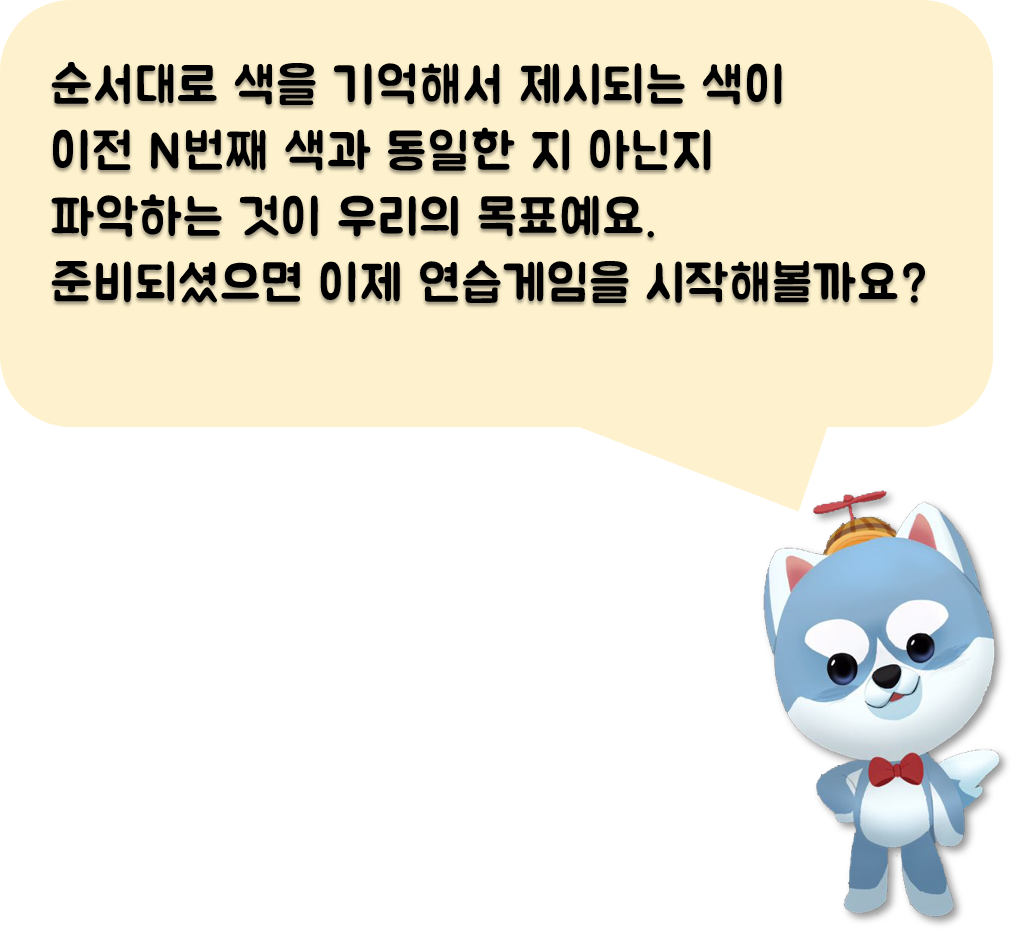 순서대로 색을 기억해서 제시되는 색이
이전 N번째 색과 동일한 지 아닌지
파악하는 것이 우리의 목표예요.
준비되셨으면 이제 연습게임을 시작해볼까요?